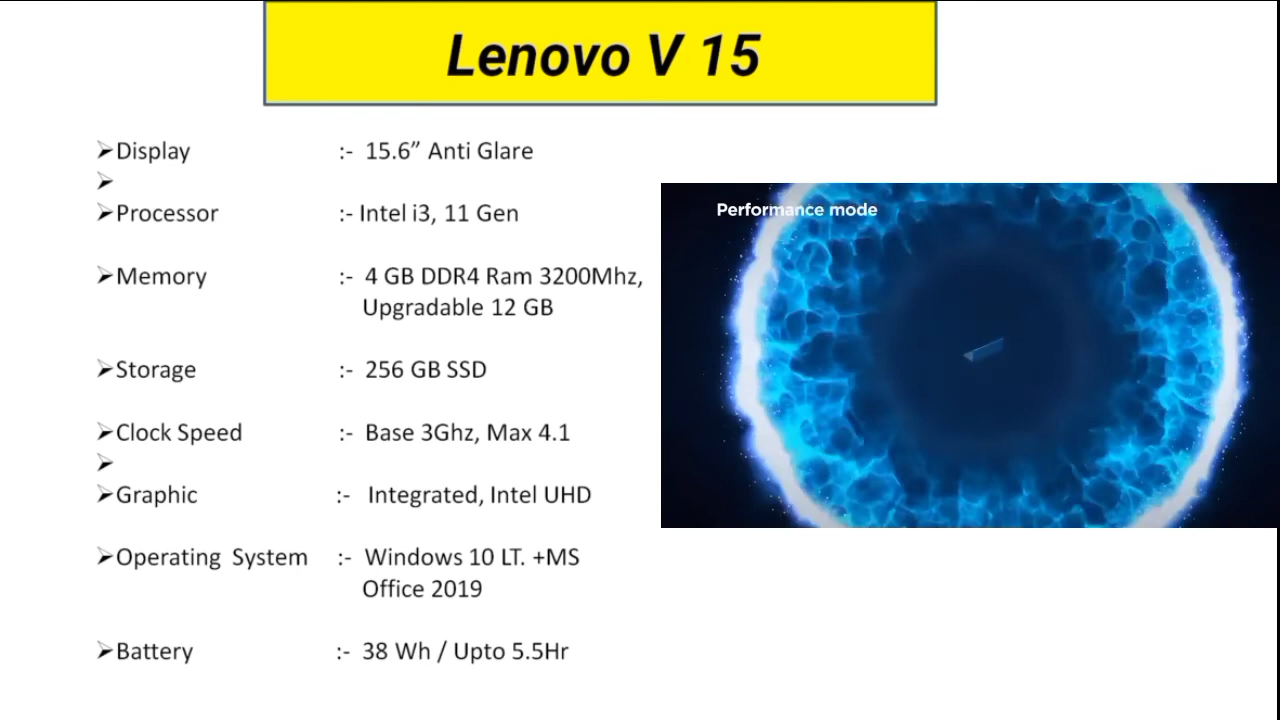 Lenovo V 15
➢Display :- 15.6” Anti Glare
➢
➢Processor :- Intel i3, 11 Gen
Performance mode
➢Memory :- 4 GB DDR4 Ram 3200Mhz,
Upgradable 12 GB
➢Storage :- 256 GB SSD
➢Clock Speed :- Base 3Ghz, Max 4.1
➢
➢Graphic :- Integrated, Intel UHD
➢Operating System :- Windows 10 LT. +MS
Office 2019
➢Battery :- 38 Wh / Upto 5.5Hr